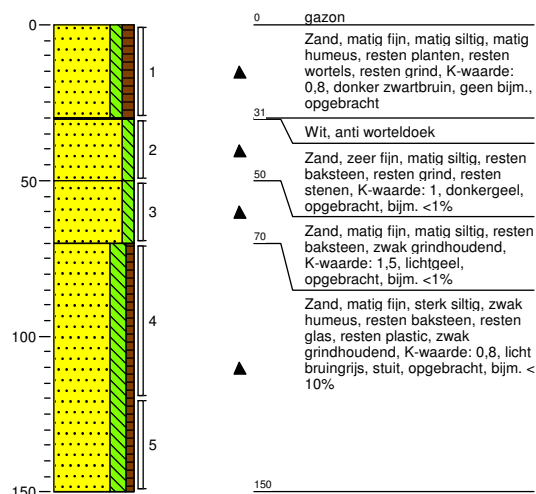 0
50
100
150
1
2
3
4
5
0
gazon
Zand, matig fijn, matig siltig, matig
humeus, resten planten, resten
wortels, resten grind, K-waarde:
0,8, donker zwartbruin, geen bijm.,
opgebracht
31
Wit, anti worteldoek
Zand, zeer fijn, matig siltig, resten
baksteen, resten grind, resten
stenen, K-waarde: 1, donkergeel,
opgebracht, bijm. <1%
50
Zand, matig fijn, matig siltig, resten
baksteen, zwak grindhoudend,
K-waarde: 1,5, lichtgeel,
opgebracht, bijm. <1%
70
Zand, matig fijn, sterk siltig, zwak
humeus, resten baksteen, resten
glas, resten plastic, zwak
grindhoudend, K-waarde: 0,8, licht
bruingrijs, stuit, opgebracht, bijm. <
10%
150